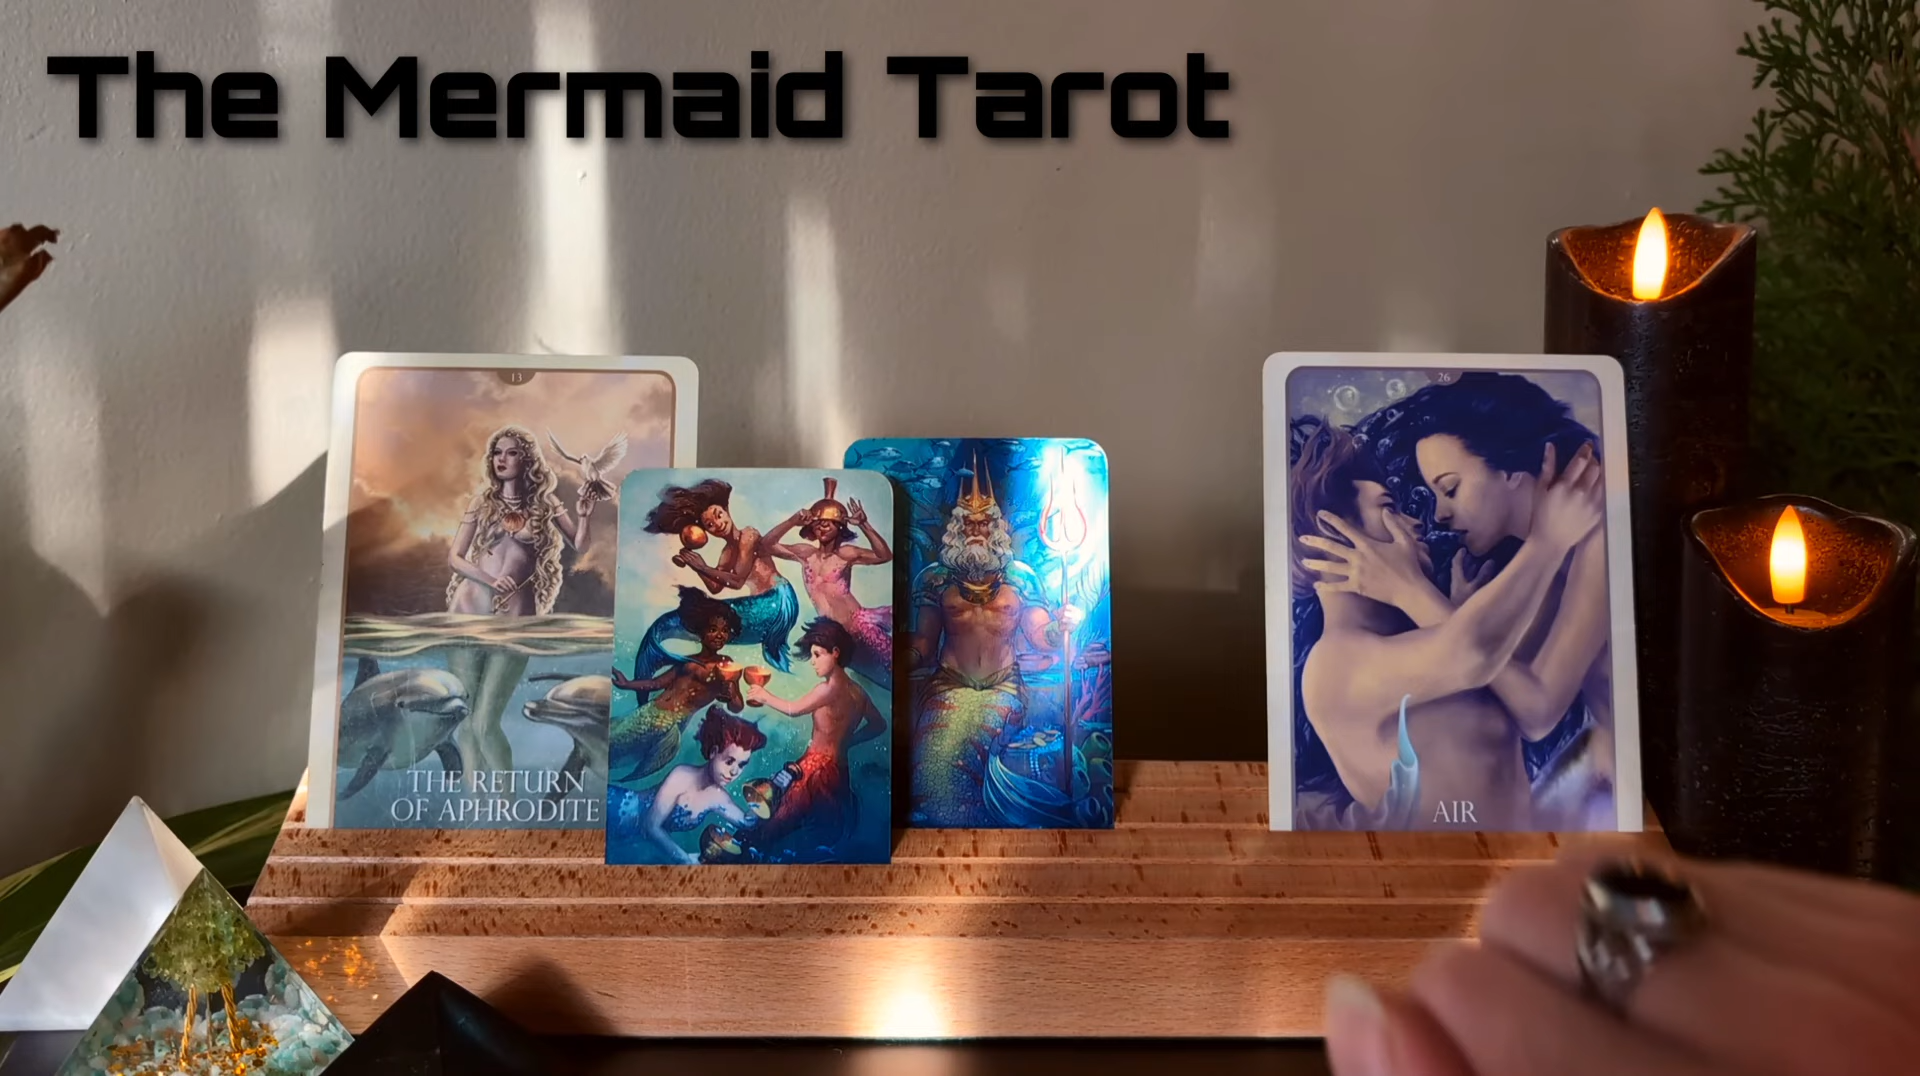 The Mermaid Tarot
13
THE RETURN
OF APHRODITE
26
AIR